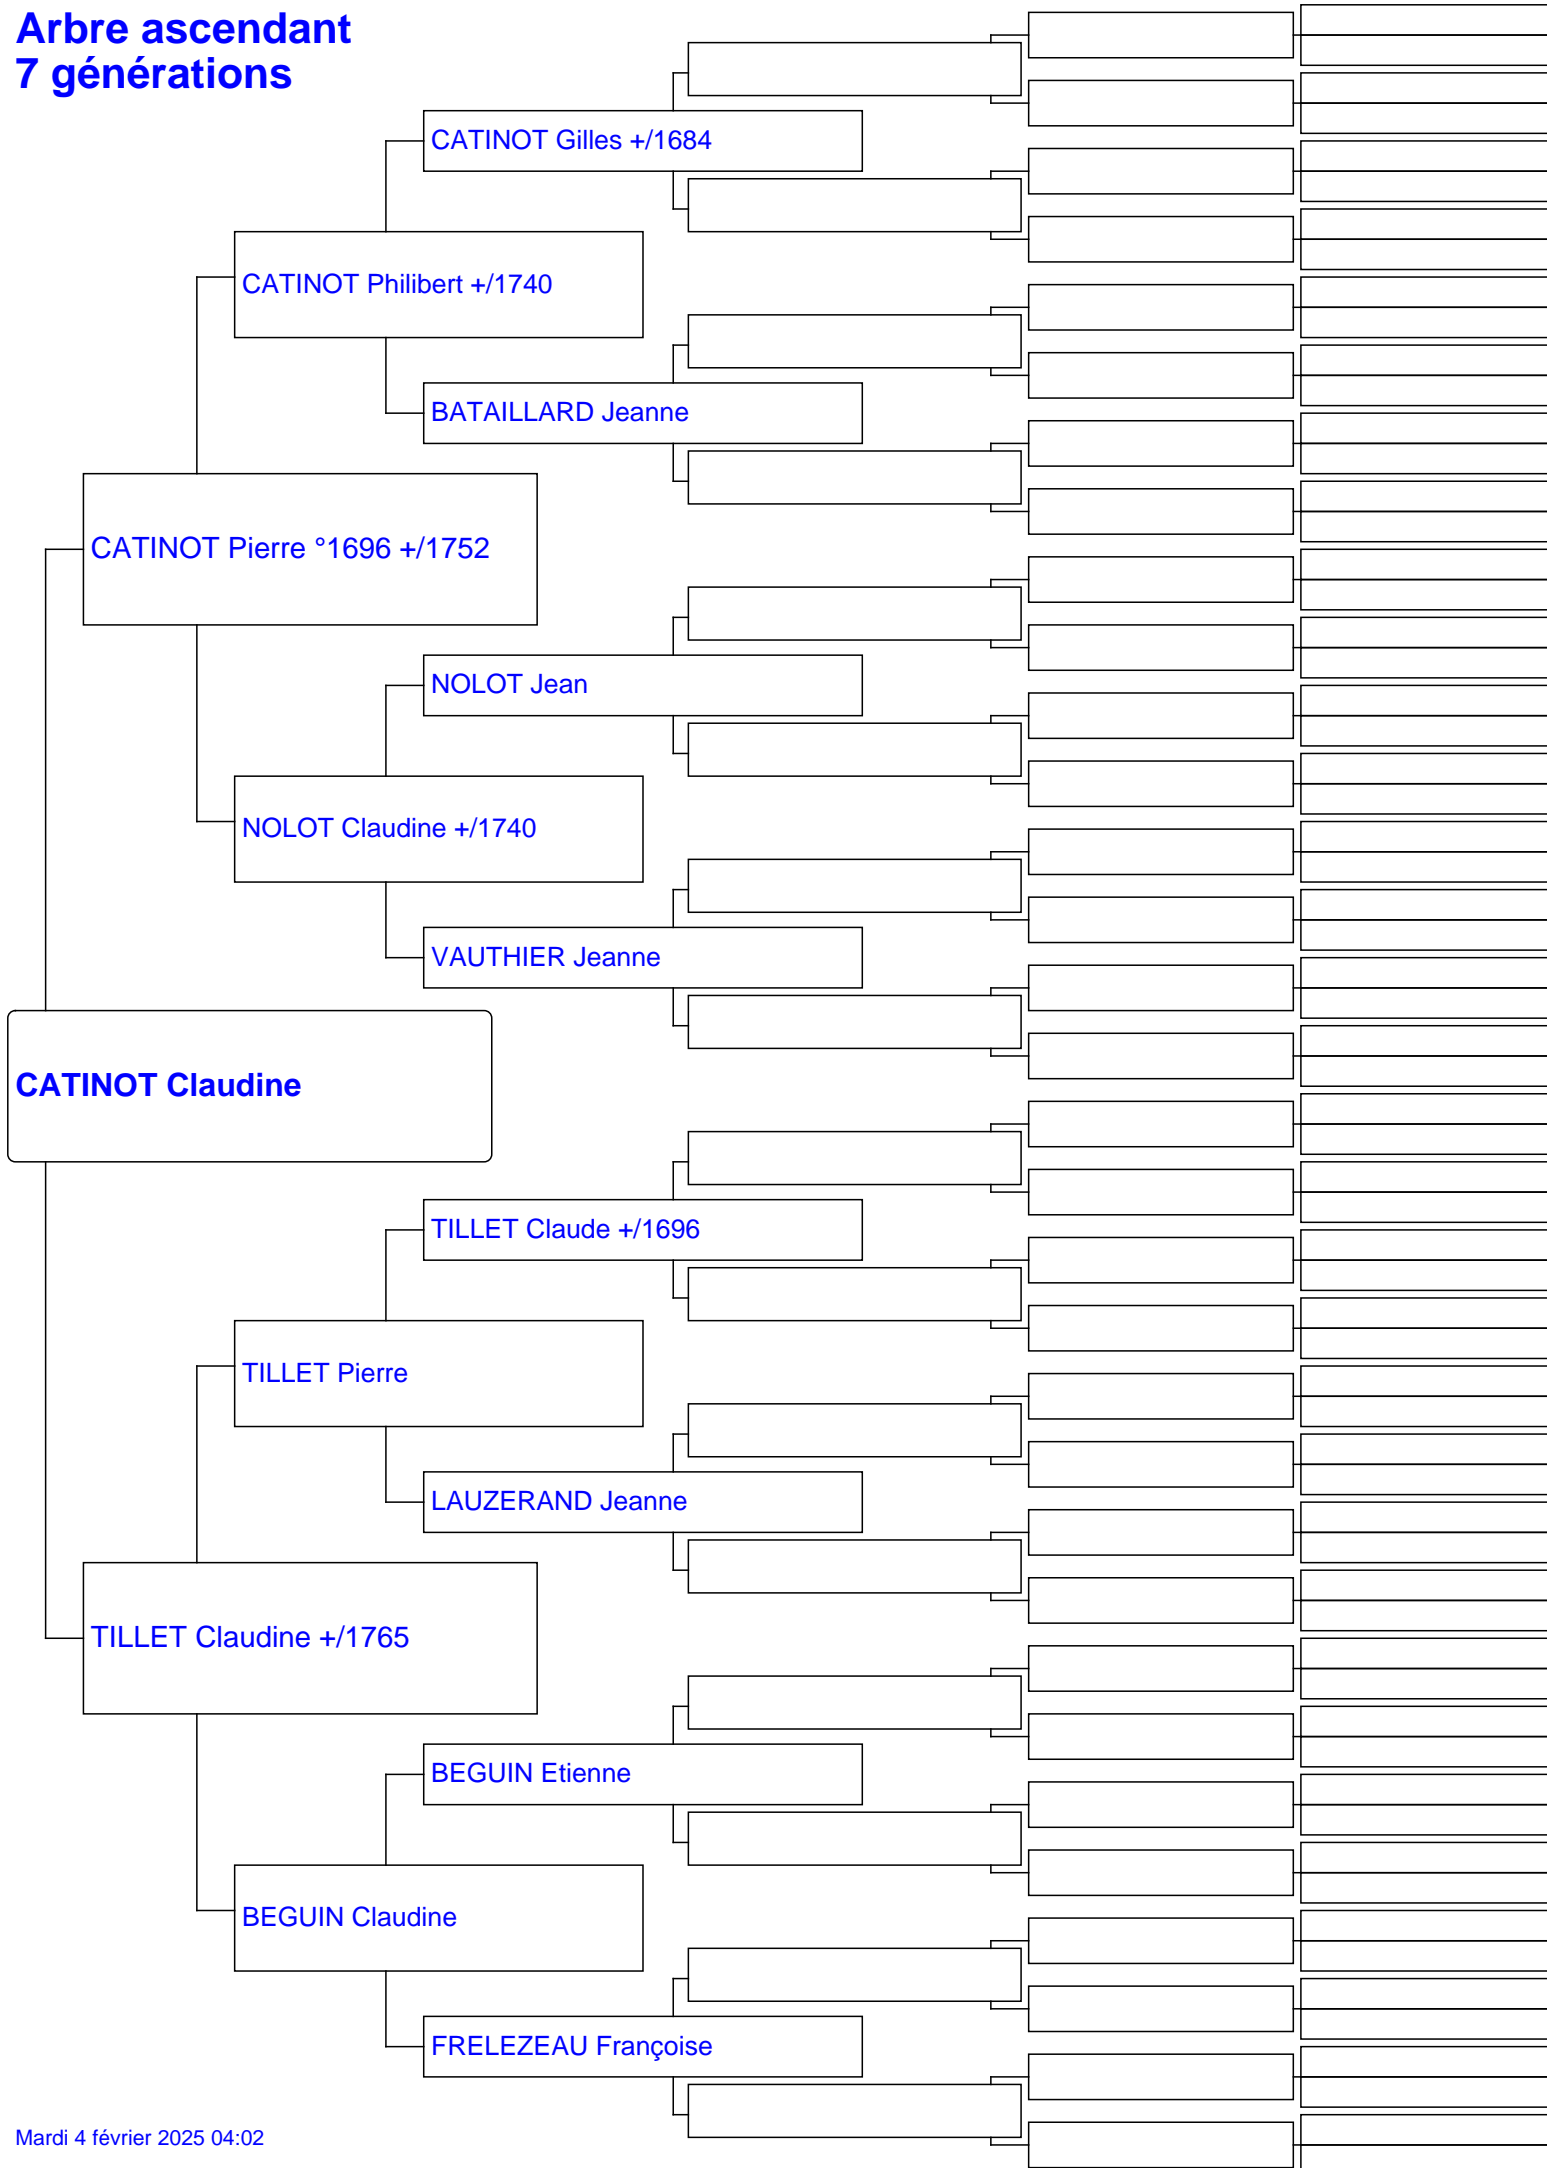 Arbre ascendant
7 générations
CATINOT Gilles +/1684
CATINOT Philibert +/1740
BATAILLARD Jeanne
CATINOT Pierre °1696 +/1752
NOLOT Jean
NOLOT Claudine +/1740
VAUTHIER Jeanne
CATINOT Claudine
TILLET Claude +/1696
TILLET Pierre
LAUZERAND Jeanne
TILLET Claudine +/1765
BEGUIN Etienne
BEGUIN Claudine
FRELEZEAU Françoise
Mardi 4 février 2025 04:02